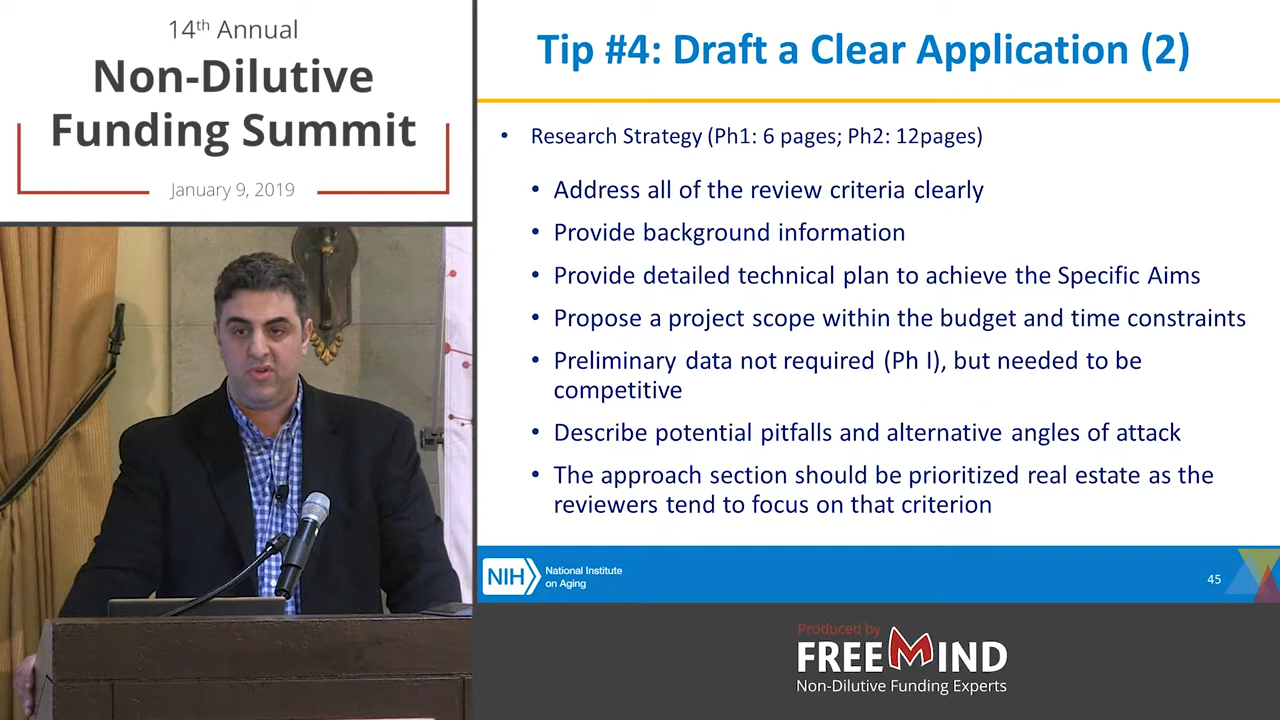 14th Annual
Non-Dilutive
Funding Summit
January 9, 2019
Tip #4: Draft a Clear Application (2)
• Research Strategy (Ph1: 6 pages; Ph2: 12pages)
• Address all of the review criteria clearly
• Provide background information
• Provide detailed technical plan to achieve the Specific Aims
• Propose a project scope within the budget and time constraints
• Preliminary data not required (Ph I), but needed to be
competitive
• Describe potential pitfalls and alternative angles of attack
• The approach section should be prioritized real estate as the
reviewers tend to focus on that criterion
NIH
National Institute
on Aging
45
Produced by
FREEMIND
Non-Dilutive Funding Experts